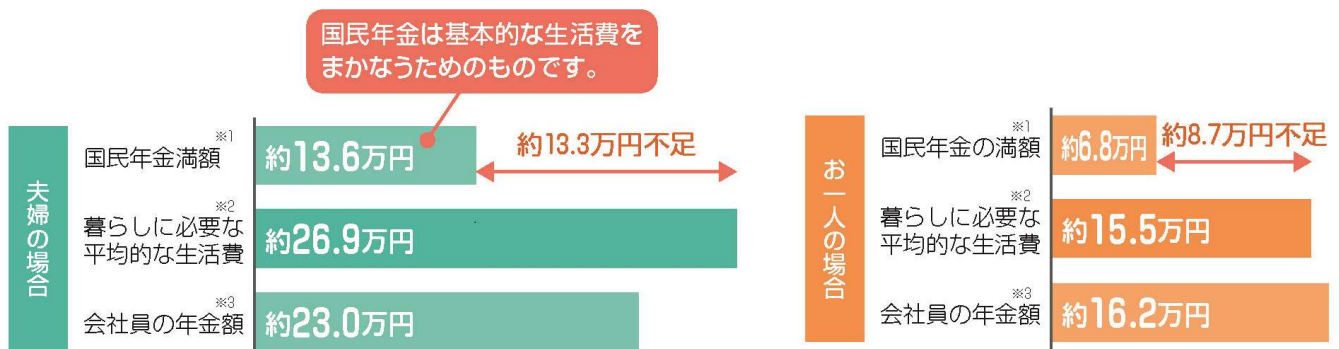 国民年金は基本的な生活費を
まかなうためのものです。
夫婦の場合
国民年金満額※1
約13.6万円
約13.3万円不足
暮らしに必要な※2
平均的な生活費
約26.9万円
会社員の年金額※3
約23.0万円
お一人の場合
国民年金の満額※1
約6.8万円
約8.7万円不足
暮らしに必要な※2
平均的な生活費
約15.5万円
会社員の年金額※3
約16.2万円